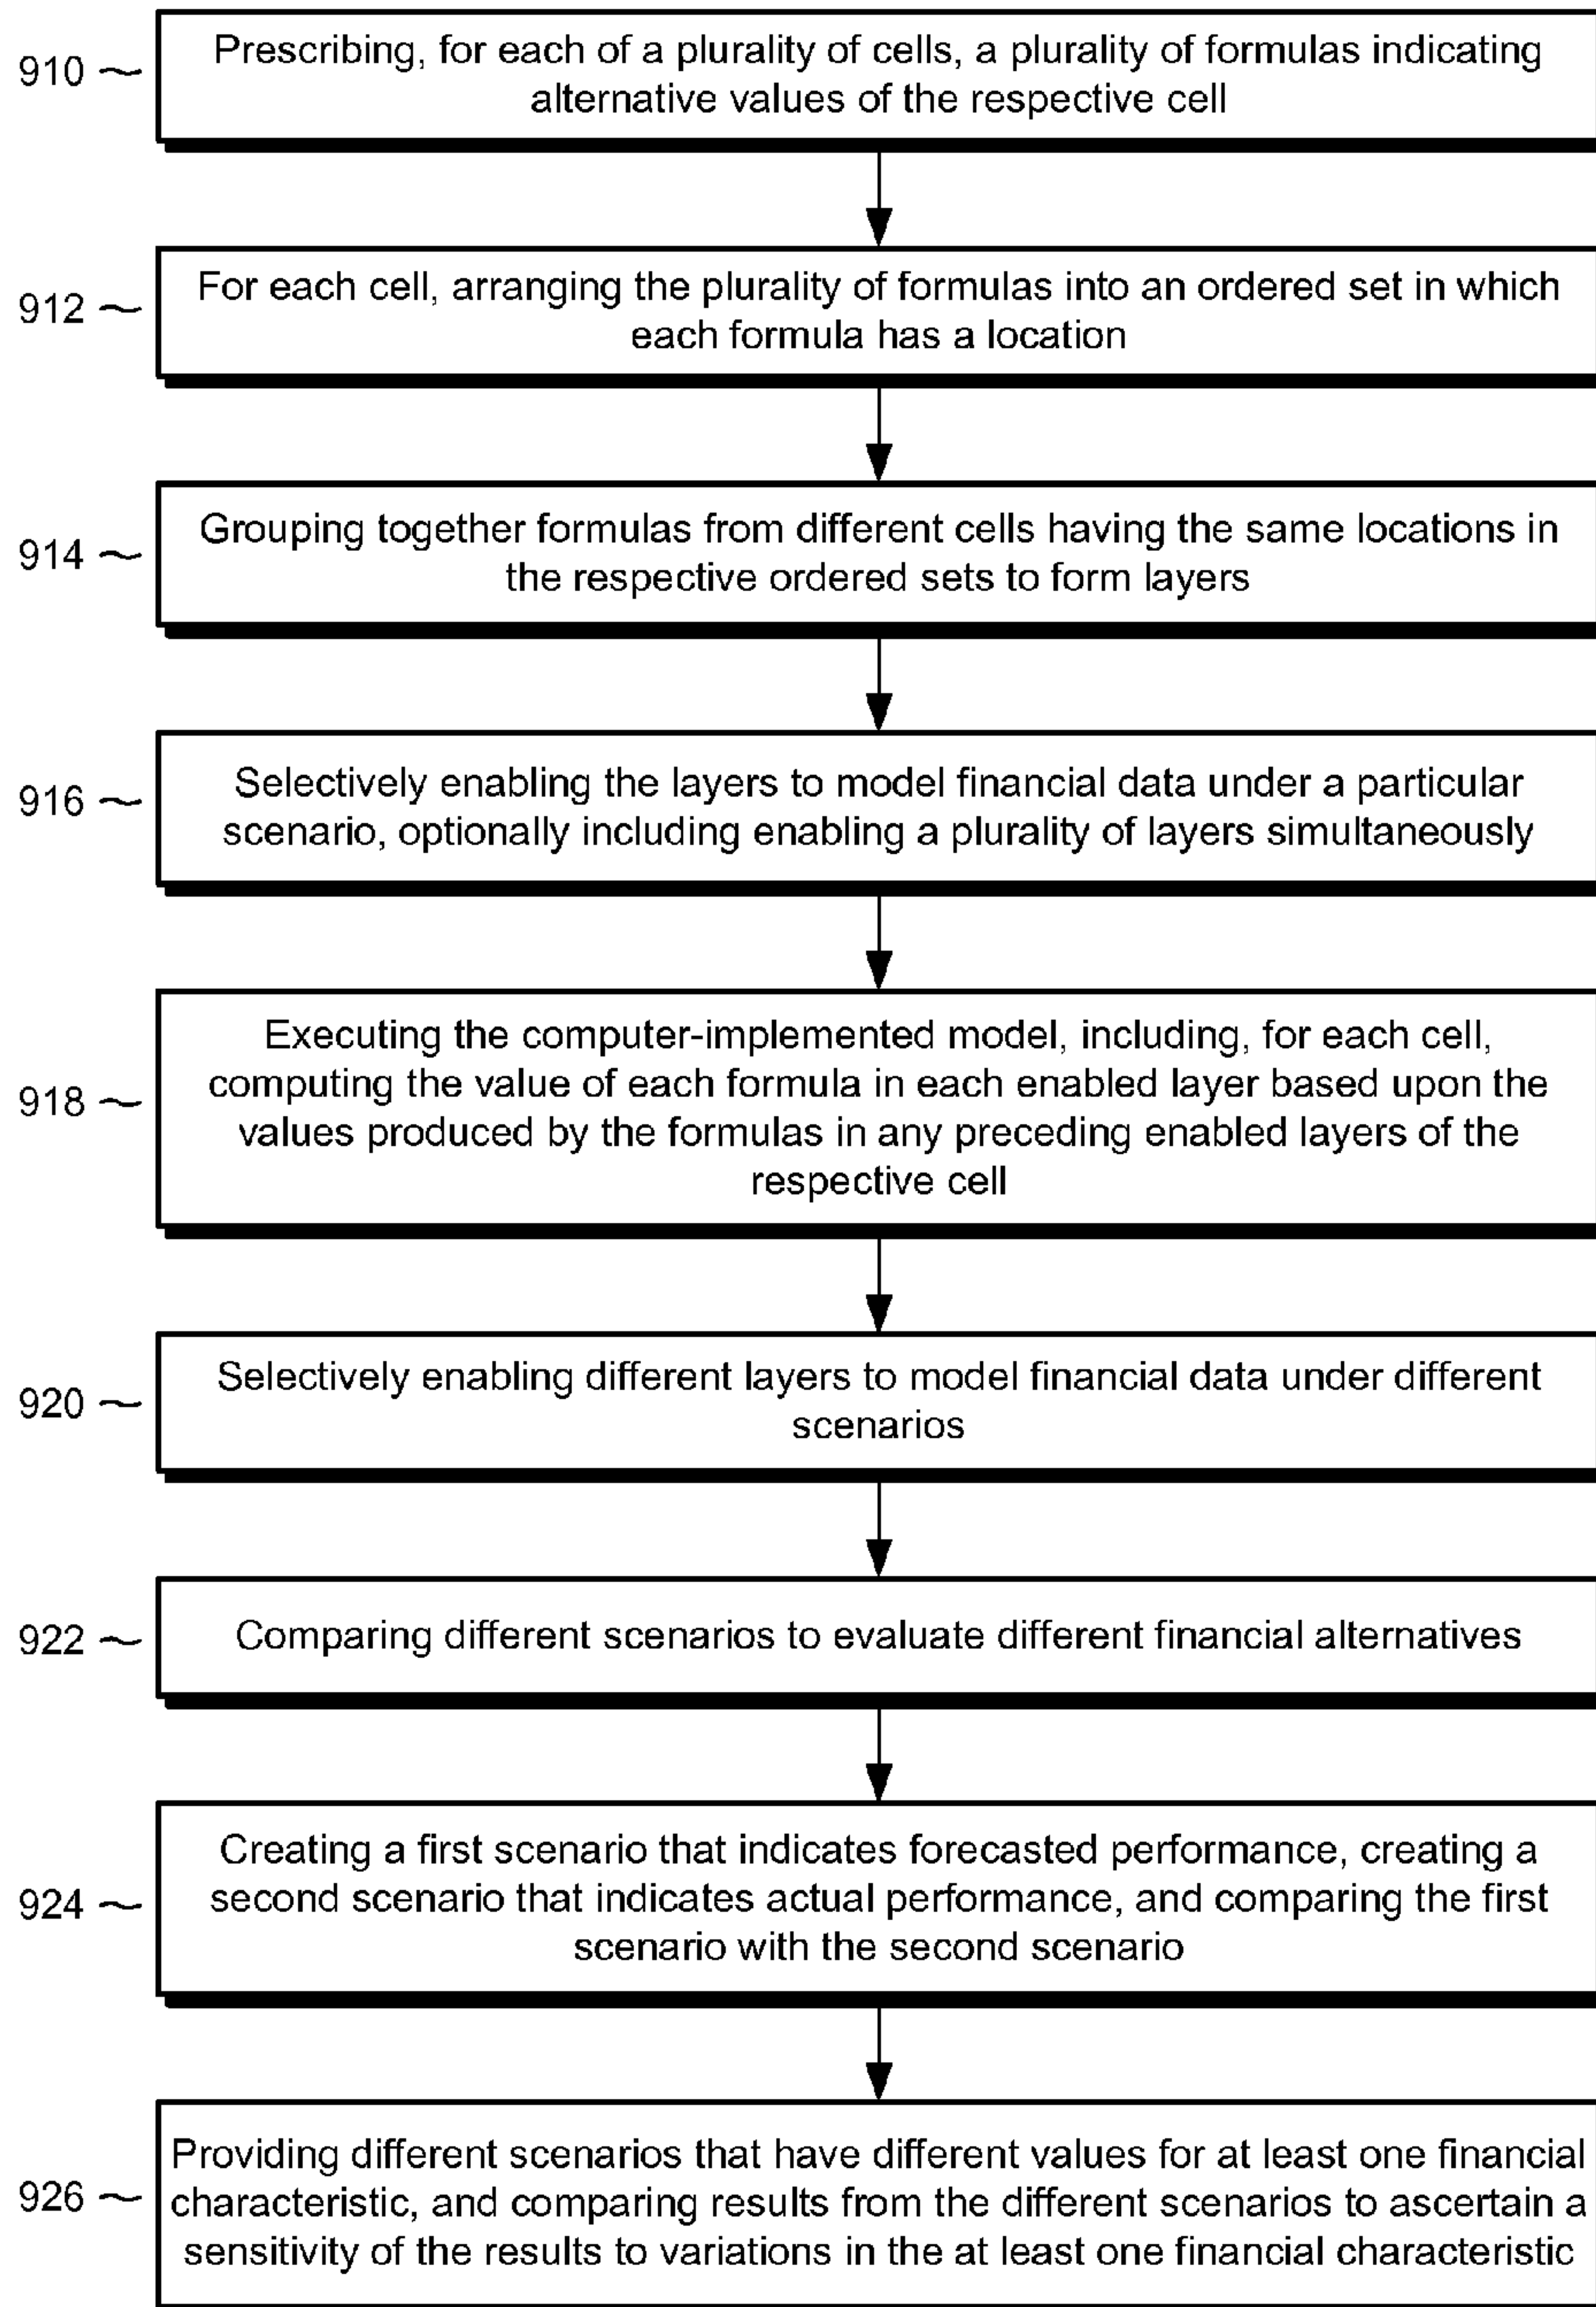 Prescribing, for each of a plurality of cells, a plurality of formulas indicating
910 ~
alternative values of the respective cell
For each cell, arranging the plurality of formulas into an ordered set in which
912 ~
each formula has a location
Grouping together formulas from different cells having the same locations in
914 ~
the respective ordered sets to form layers
Selectively enabling the layers to model financial data under a particular
916 ~
scenario, optionally including enabling a plurality of layers simultaneously
Executing the computer-implemented model, including, for each cell,
computing the value of each formula in each enabled layer based upon the
918 ~
values produced by the formulas in any preceding enabled layers of the
respective cell
Selectively enabling different layers to model financial data under different
920 ~
scenarios
922 ~ Comparing different scenarios to evaluate different financial alternatives
Creating a first scenario that indicates forecasted performance, creating a
924 ~ second scenario that indicates actual performance, and comparing the first
scenario with the second scenario
Providing different scenarios that have different values for at least one financial
926 ~ characteristic, and comparing results from the different scenarios to ascertain a
sensitivity of the results to variations in the at least one financial characteristic